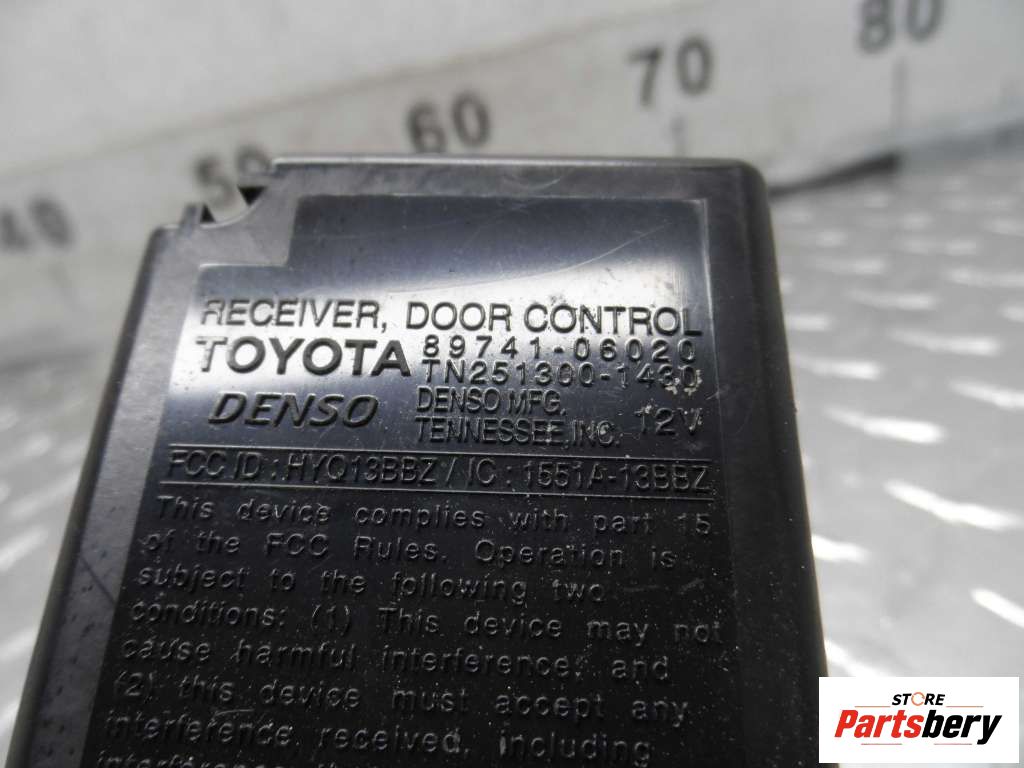 40 50 60 70 80
RECEIVER, DOOR CONTROL
TOYOTA 89741-06020
TN251300-1430
DENSO DENSO MFG. 12V
TENNESSEE, INC.
FCC ID : HYQ13BBZ / IC : 1551A-13BBZ
This device complies with part 15
of the FCC Rules. Operation is
subject to the following two
conditions: (1) This device may not
cause harmful interference, and
(2) this device must accept any
interference received, including
interference
STORE
Partsbery